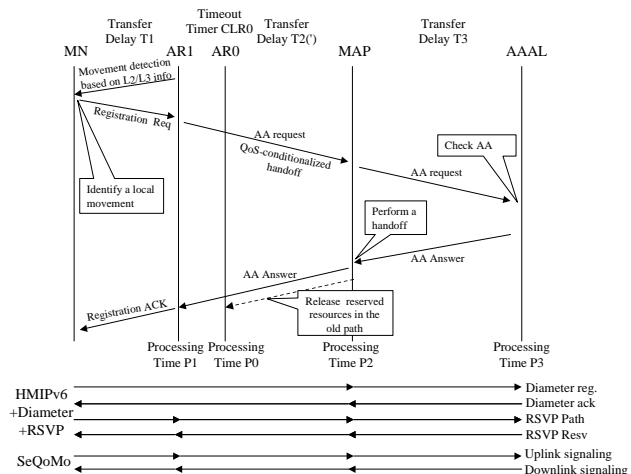 Transfer
Delay T1
Timeout
Timer CLR0
Transfer
Delay T2(')
Transfer
Delay T3
MN
AR1
AR0
MAP
AAAL
Movement detection
based on L2/L3 info
Registration Req
AA request
QoS-conditionalized
handoff
Check AA
AA request
Identify a local
movement
Perform a
handoff
AA Answer
AA Answer
Release reserved
resources in the
old path
Registration ACK
Processing
Time P1
Processing
Time P0
Processing
Time P2
Processing
Time P3
HMIPv6
+Diameter
+RSVP
Diameter reg.
Diameter ack
RSVP Path
RSVP Resv
SeQoMo
Uplink signaling
Downlink signaling